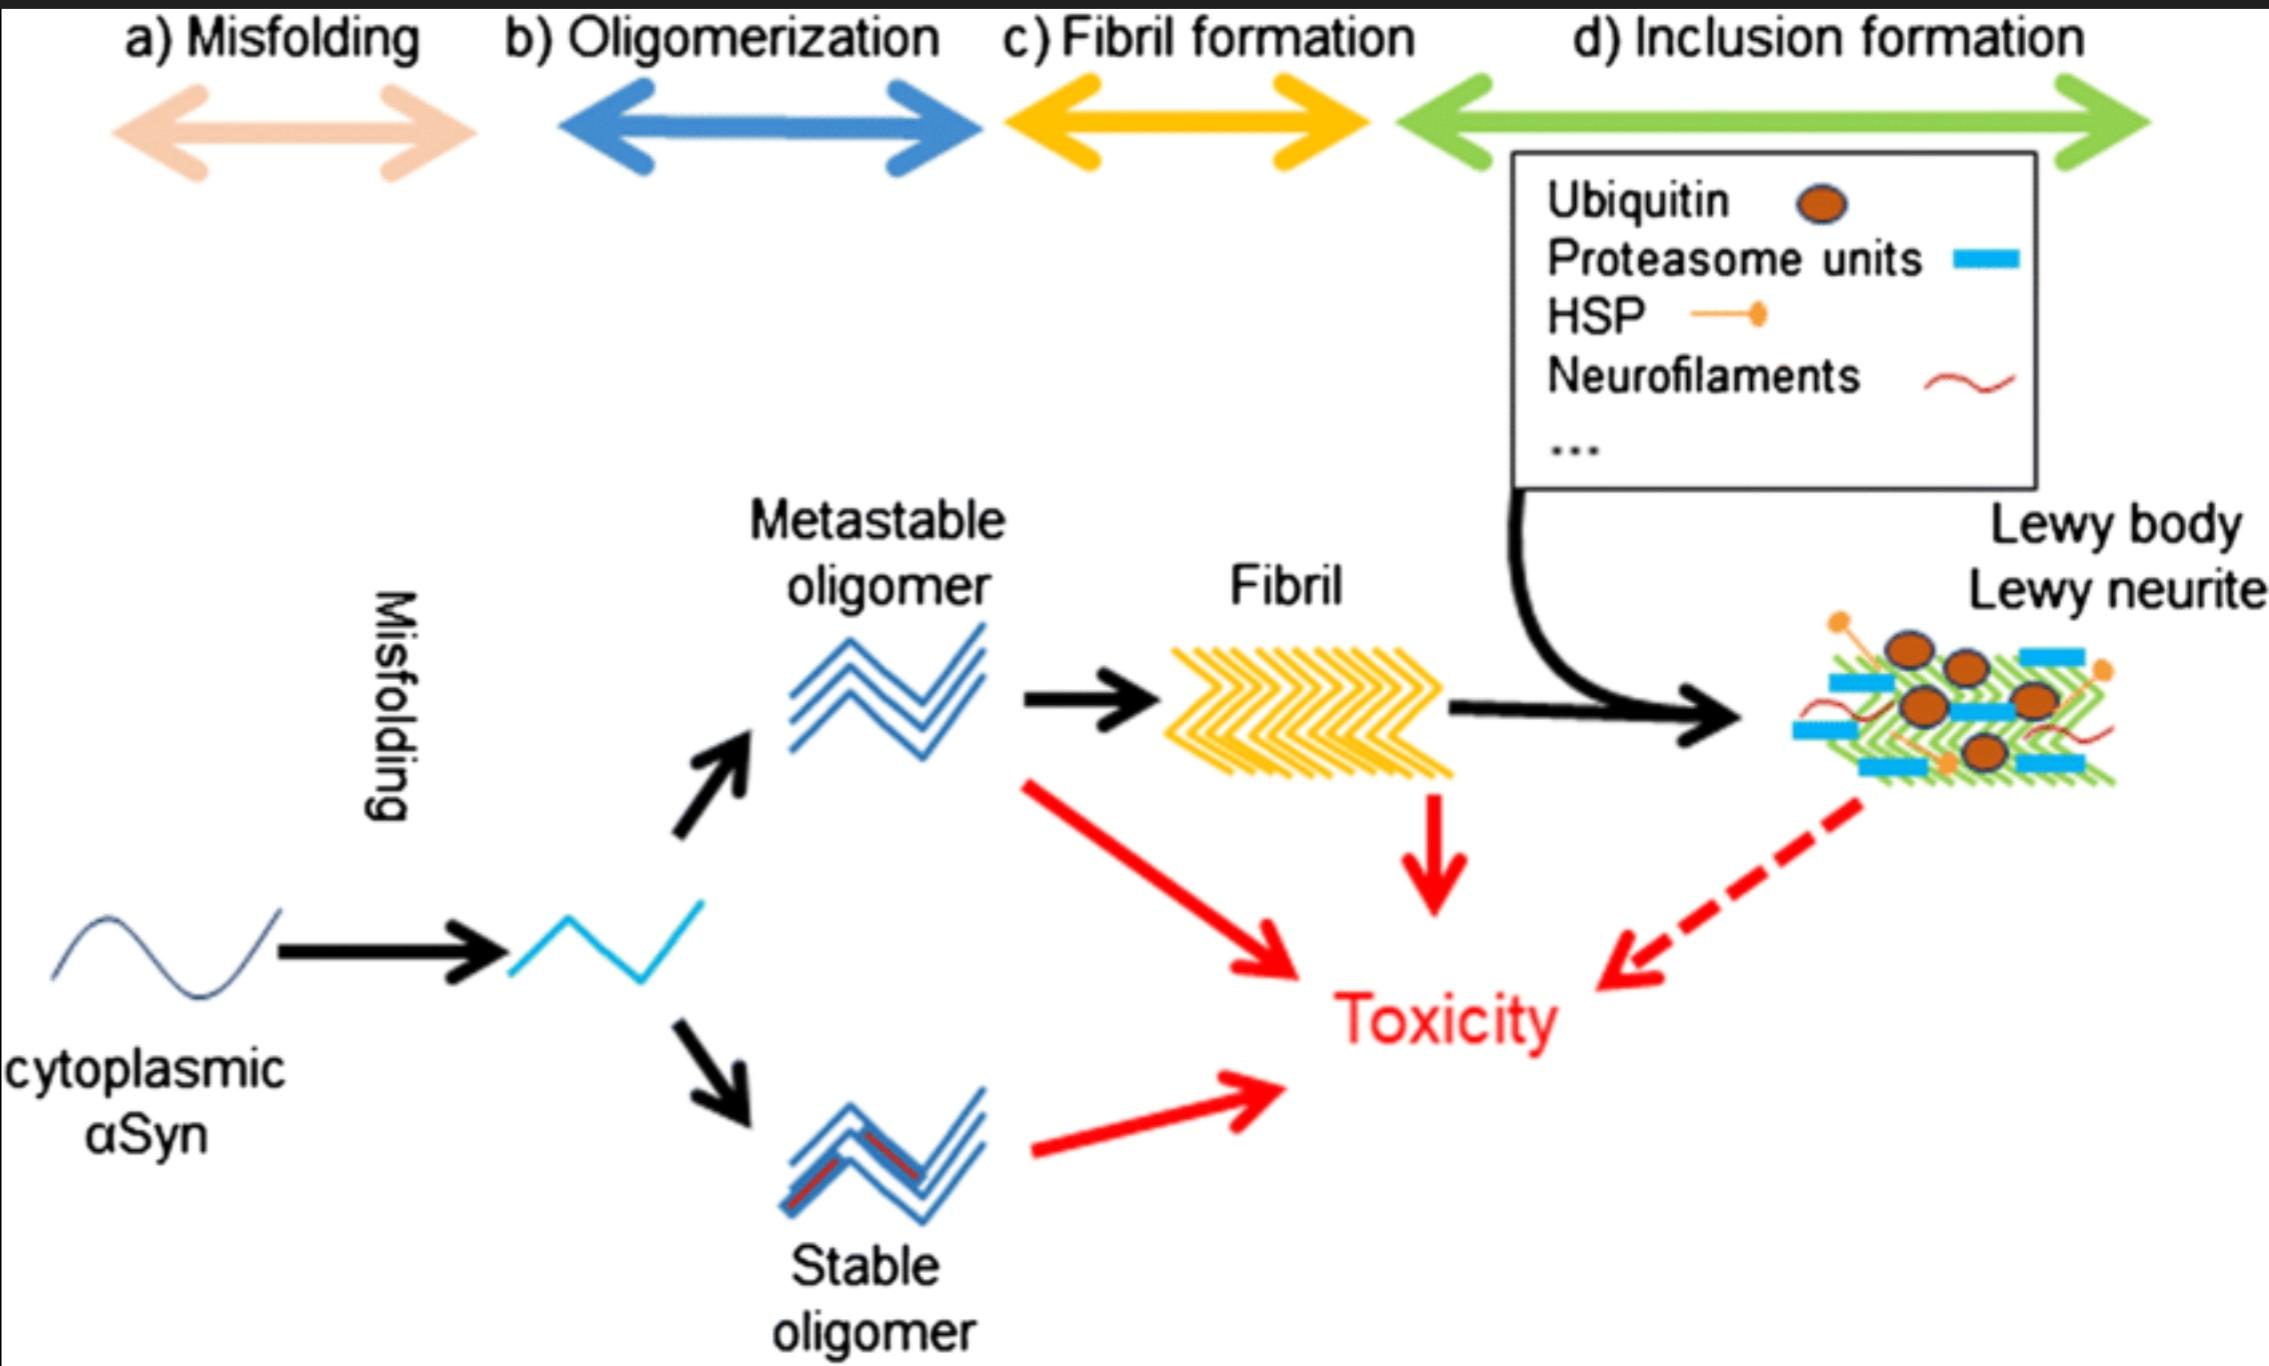 a) Misfolding
b) Oligomerization
c) Fibril formation
d) Inclusion formation
Ubiquitin
Proteasome units
HSP
Neurofilaments
...
Metastable
oligomer
Fibril
Lewy body
Lewy neurite
Misfolding
cytoplasmic
αSyn
Toxicity
Stable
oligomer